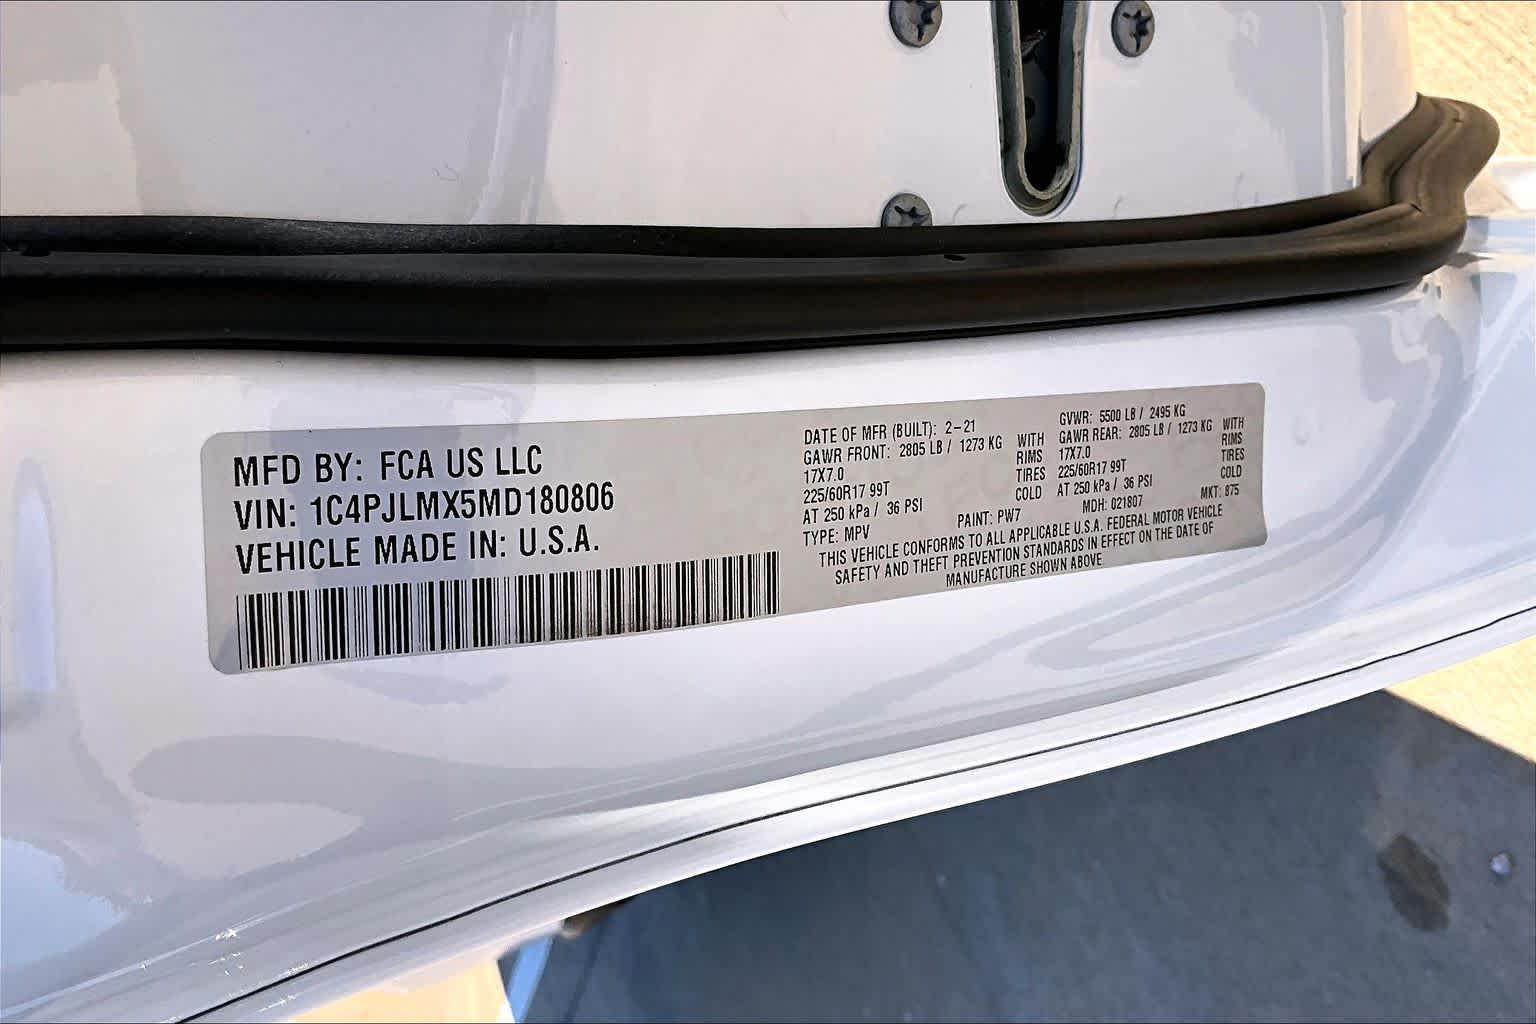 MFD BY: FCA US LLC
VIN: 1C4PJLMX5MD180806
VEHICLE MADE IN: U.S.A.
DATE OF MFR (BUILT): 2-21
GAWR FRONT: 2805 LB / 1273 KG WITH
17X7.0 RIMS
225/60R17 99T TIRES
AT 250 kPa / 36 PSI COLD
TYPE: MPV
GVWR: 5500 LB / 2495 KG
GAWR REAR: 2805 LB / 1273 KG WITH
17X7.0 RIMS
225/60R17 99T TIRES
AT 250 kPa / 36 PSI COLD
PAINT: PW7 MDH: 021807 MKT: 875
THIS VEHICLE CONFORMS TO ALL APPLICABLE U.S.A. FEDERAL MOTOR VEHICLE
SAFETY AND THEFT PREVENTION STANDARDS IN EFFECT ON THE DATE OF
MANUFACTURE SHOWN ABOVE